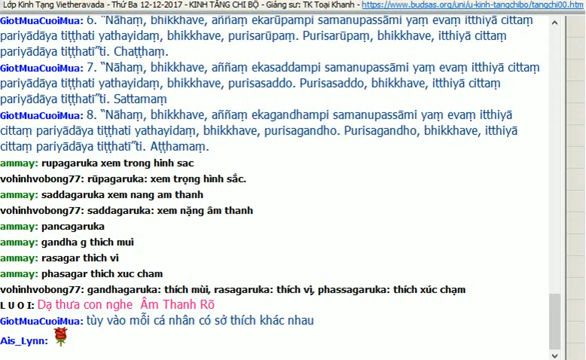 Lớp Kinh Tạng Vietheravada - Thứ Ba 12-12-2017 - KINH TĂNG CHI BỘ - Giảng sư: TK Toại Khanh - https://www.budsas.org/uni/u-kinh-tangchibo/tangchi00.htm
GiotMuaCuoiMua: 6. “Nāhaṃ, bhikkhave, aññaṃ ekarūpampi samanupassāmi yaṃ evaṃ itthiyā cittaṃ
pariyādāya tiṭṭhati yathayidaṃ, bhikkhave, purisarūpaṃ. Purisarūpaṃ, bhikkhave, itthiyā cittaṃ
pariyādāya tiṭṭhatī”ti. Chaṭṭhaṃ.
GiotMuaCuoiMua: 7. “Nāhaṃ, bhikkhave, aññaṃ ekasaddampi samanupassāmi yaṃ evaṃ itthiyā cittaṃ
pariyādāya tiṭṭhati yathayidaṃ, bhikkhave, purisasaddo. Purisasaddo, bhikkhave, itthiyā cittaṃ
pariyādāya tiṭṭhatī”ti. Sattamaṃ
GiotMuaCuoiMua: 8. “Nāhaṃ, bhikkhave, aññaṃ ekagandhampi samanupassāmi yaṃ evaṃ itthiyā
cittaṃ pariyādāya tiṭṭhati yathayidaṃ, bhikkhave, purisagandho. Purisagandho, bhikkhave, itthiyā
cittaṃ pariyādāya tiṭṭhatī”ti. Aṭṭhamaṃ.
ammay: rupagaruka xem trong hinh sac
vohinhvobong77: rūpagaruka: xem trọng hình sắc.
ammay: saddagaruka xem nang am thanh
vohinhvobong77: saddagaruka: xem nặng âm thanh
ammay: pancagaruka
ammay: gandha g thich mui
ammay: rasagar thich vi
ammay: phasagar thich xuc cham
vohinhvobong77: gandhagaruka: thích mùi, rasagaruka: thích vị, phassagaruka: thích xúc chạm
L U O I: Dạ thưa con nghe Âm Thanh Rõ
GiotMuaCuoiMua: tùy vào mỗi cá nhân có sở thích khác nhau
Ais_Lynn: